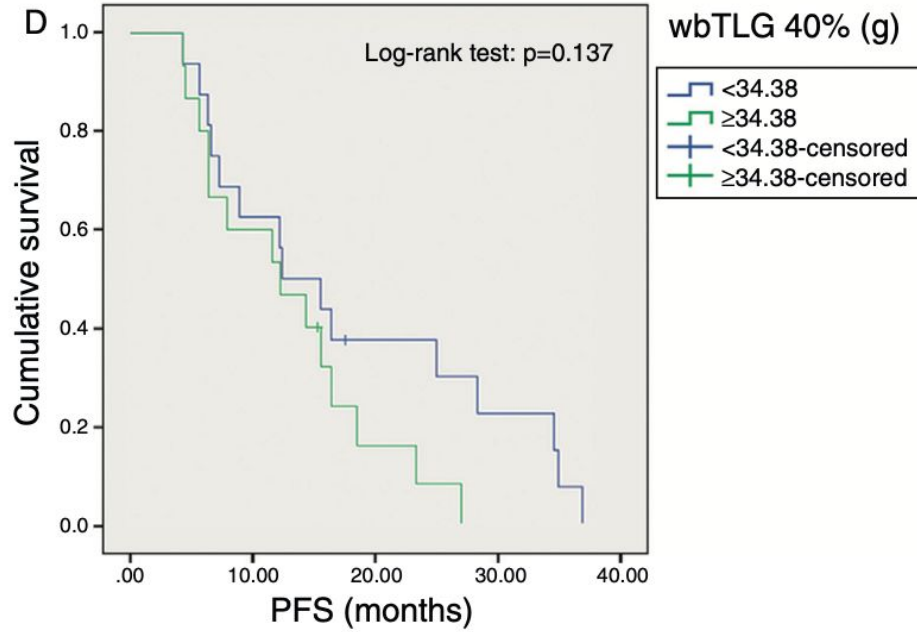 D
Log-rank test: p=0.137
wbTLG 40% (g)
<34.38
≥34.38
<34.38-censored
≥34.38-censored
Cumulative survival
1.0
0.8
0.6
0.4
0.2
0.0
.00 10.00 20.00 30.00 40.00
PFS (months)